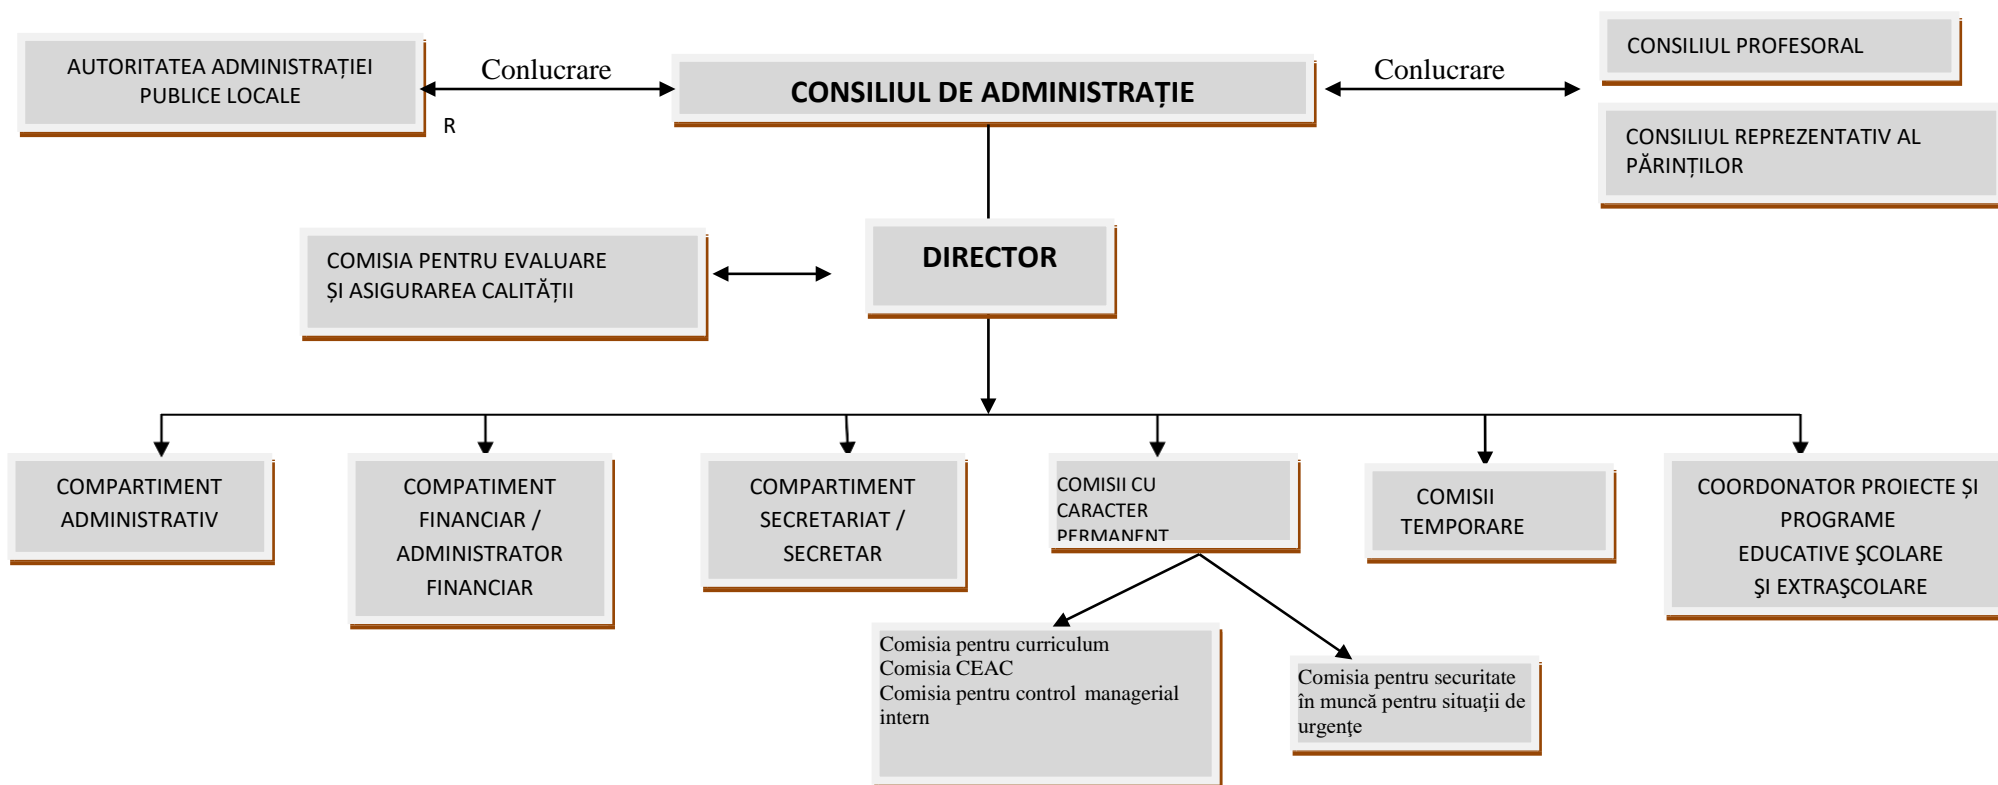 AUTORITATEA ADMINISTRAȚIEI
PUBLICE LOCALE
Conlucrare
R
CONSILIUL DE ADMINISTRAȚIE
Conlucrare
CONSILIUL PROFESORAL
CONSILIUL REPREZENTATIV AL
PĂRINȚILOR
COMISIA PENTRU EVALUARE
ȘI ASIGURAREA CALITĂȚII
DIRECTOR
COMPARTIMENT
ADMINISTRATIV
COMPATIMENT
FINANCIAR /
ADMINISTRATOR
FINANCIAR
COMPARTIMENT
SECRETARIAT /
SECRETAR
COMISII CU
CARACTER
PERMANENT
COMISII
TEMPORARE
COORDONATOR PROIECTE ȘI
PROGRAME
EDUCATIVE ŞCOLARE
ŞI EXTRAŞCOLARE
Comisia pentru curriculum
Comisia CEAC
Comisia pentru control managerial
intern
Comisia pentru securitate
în muncă pentru situaţii de
urgenţe